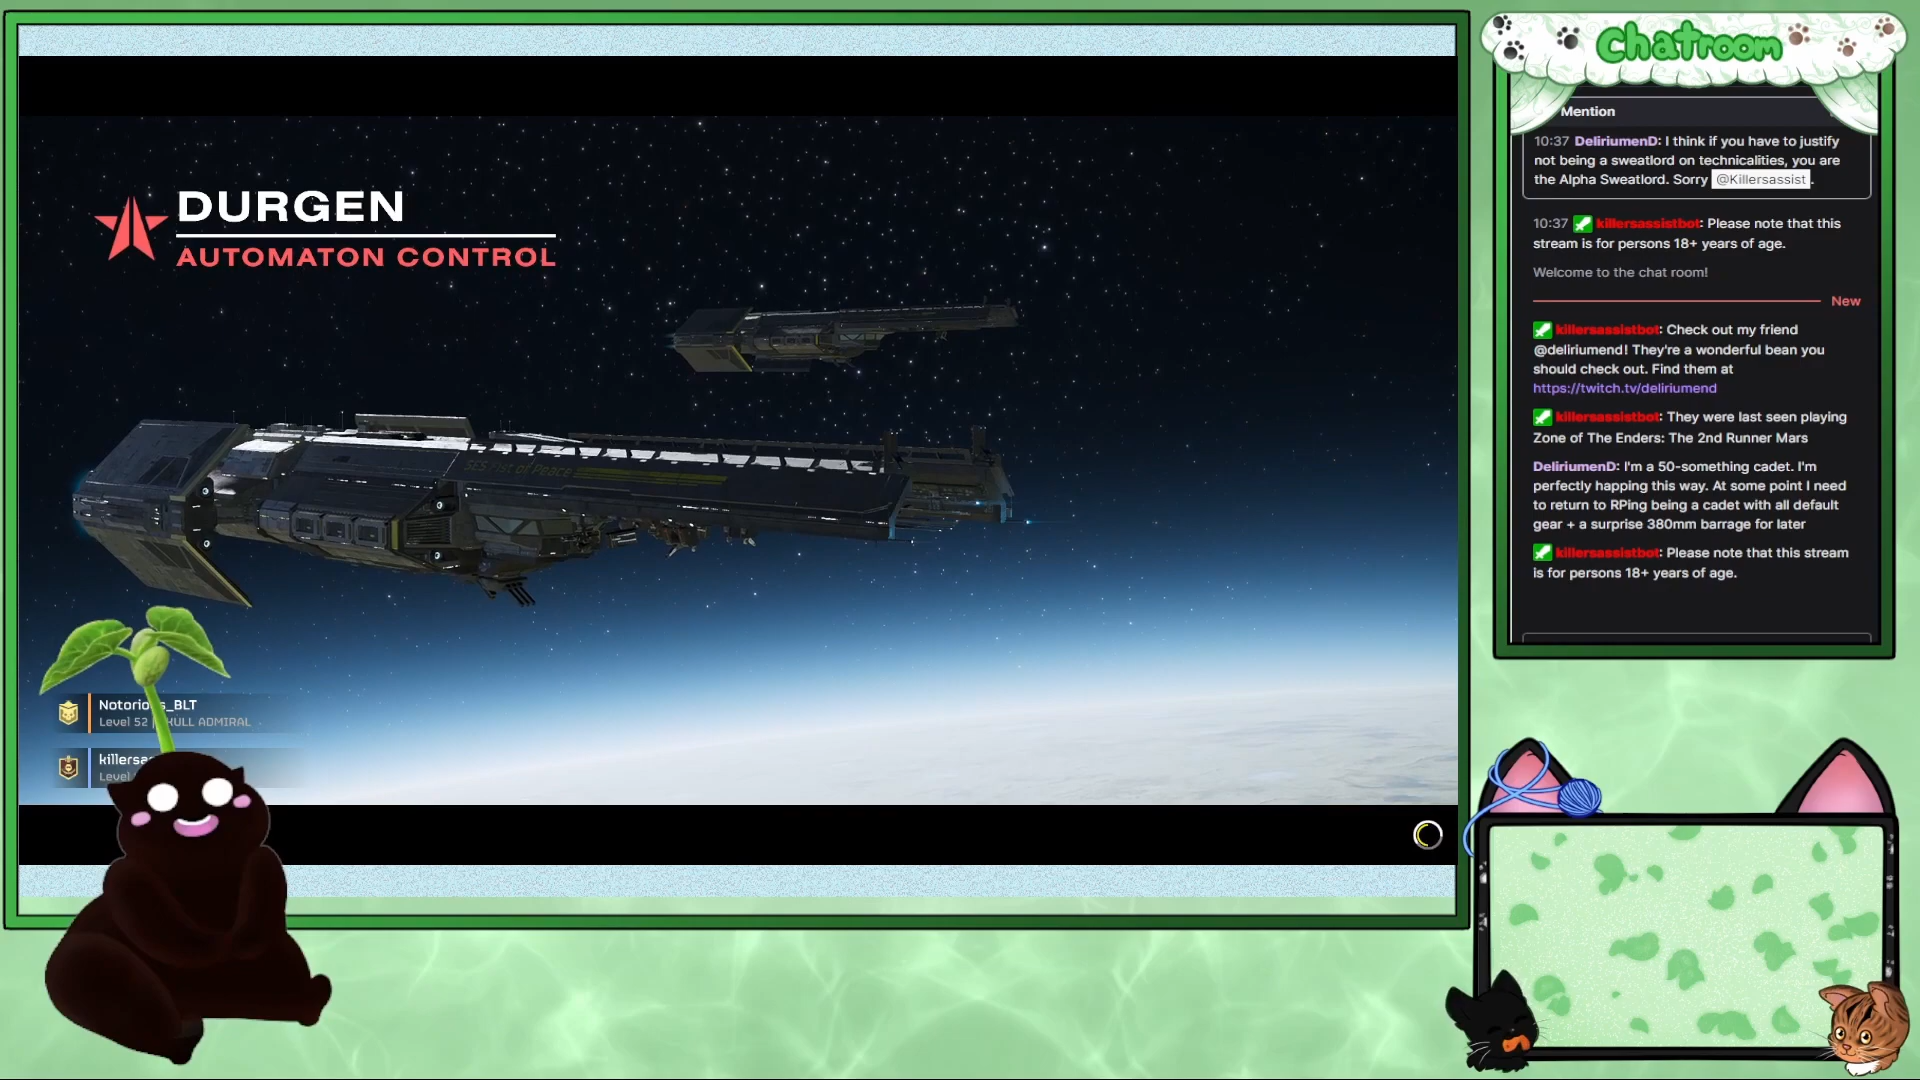 DURGEN
AUTOMATON CONTROL
SES Fist of Peace
Notorious_BLT
Level 52
ADMIRAL
Chatroom
Mention
10:37 DeliriumenD: I think if you have to justify
not being a sweatlord on technicalities, you are
the Alpha Sweatlord. Sorry @Killersassist.
10:37 killersassistbot: Please note that this
stream is for persons 18+ years of age.
Welcome to the chat room!
New
killersassistbot: Check out my friend
@deliriumend! They're a wonderful bean you
should check out. Find them at
https://twitch.tv/deliriumend
killersassistbot: They were last seen playing
Zone of The Enders: The 2nd Runner Mars
DeliriumenD: I'm a 50-something cadet. I'm
perfectly happing this way. At some point I need
to return to RPing being a cadet with all default
gear + a surprise 380mm barrage for later
killersassistbot: Please note that this stream
is for persons 18+ years of age.